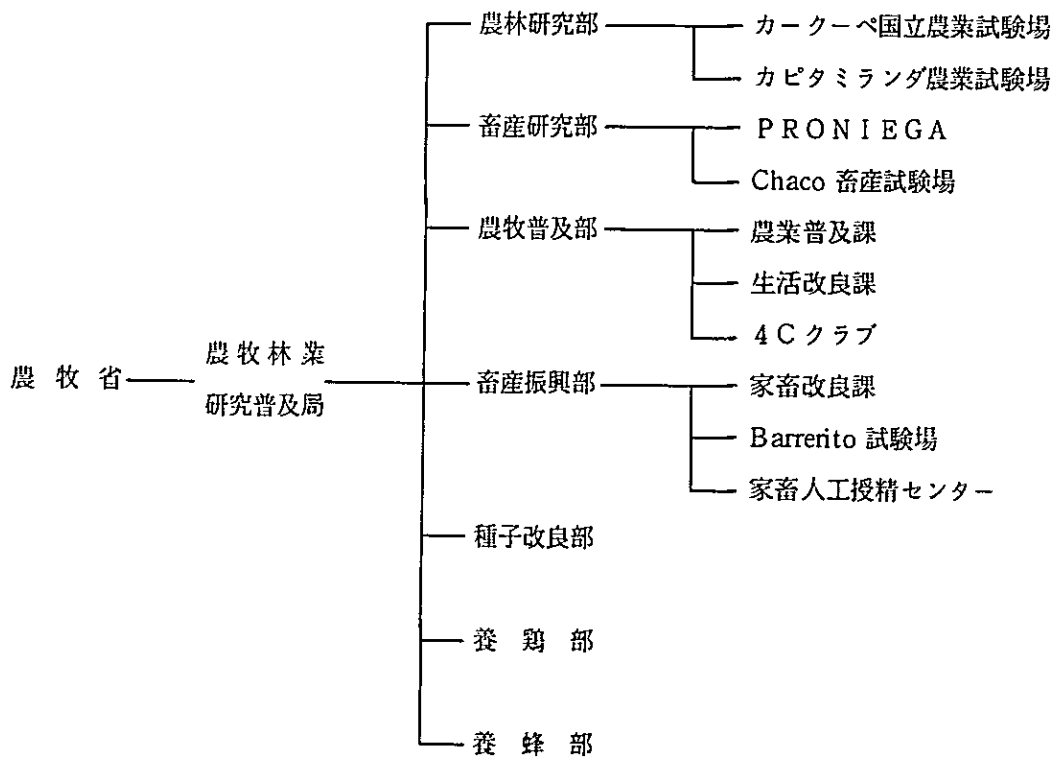 農林研究部
カークーペ国立農業試験場
カピタミランダ農業試験場
畜産研究部
PRONIEGA
Chaco 畜産試験場
農牧普及部
農業普及課
生活改良課
4Cクラブ
農牧省
農牧林業
研究普及局
畜産振興部
家畜改良課
Barrerito 試験場
家畜人工授精センター
種子改良部
養鶏部
養蜂部